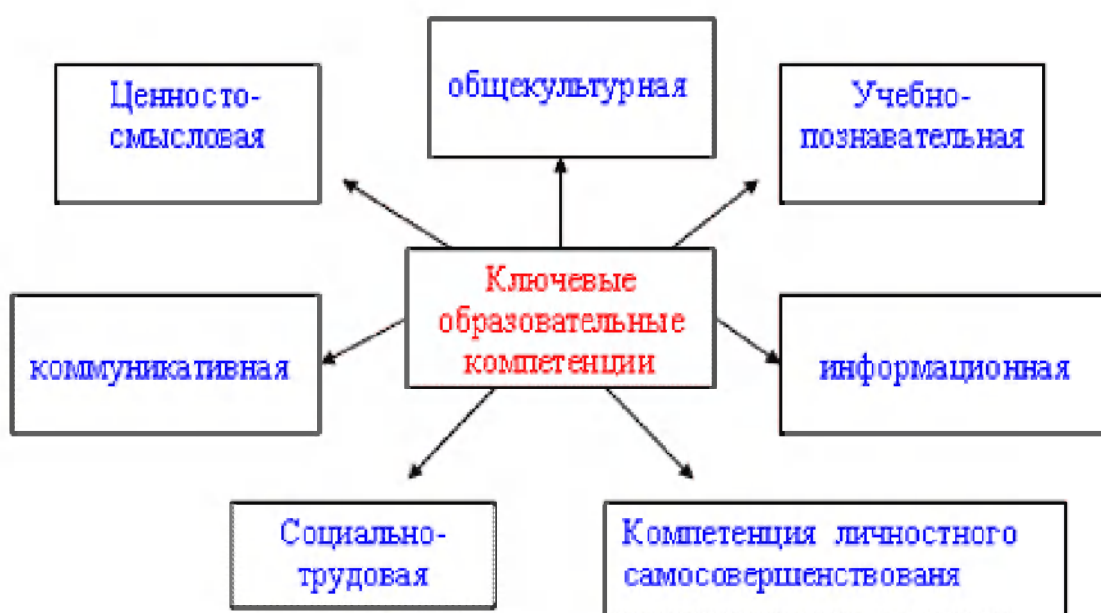 общекультурная
Ценносто-
смысловая
Учебно-
познавательная
Ключевые
образовательные
компетенции
коммуникативная
информационная
Социально-
трудовая
Компетенция личностного
самосовершенствованя